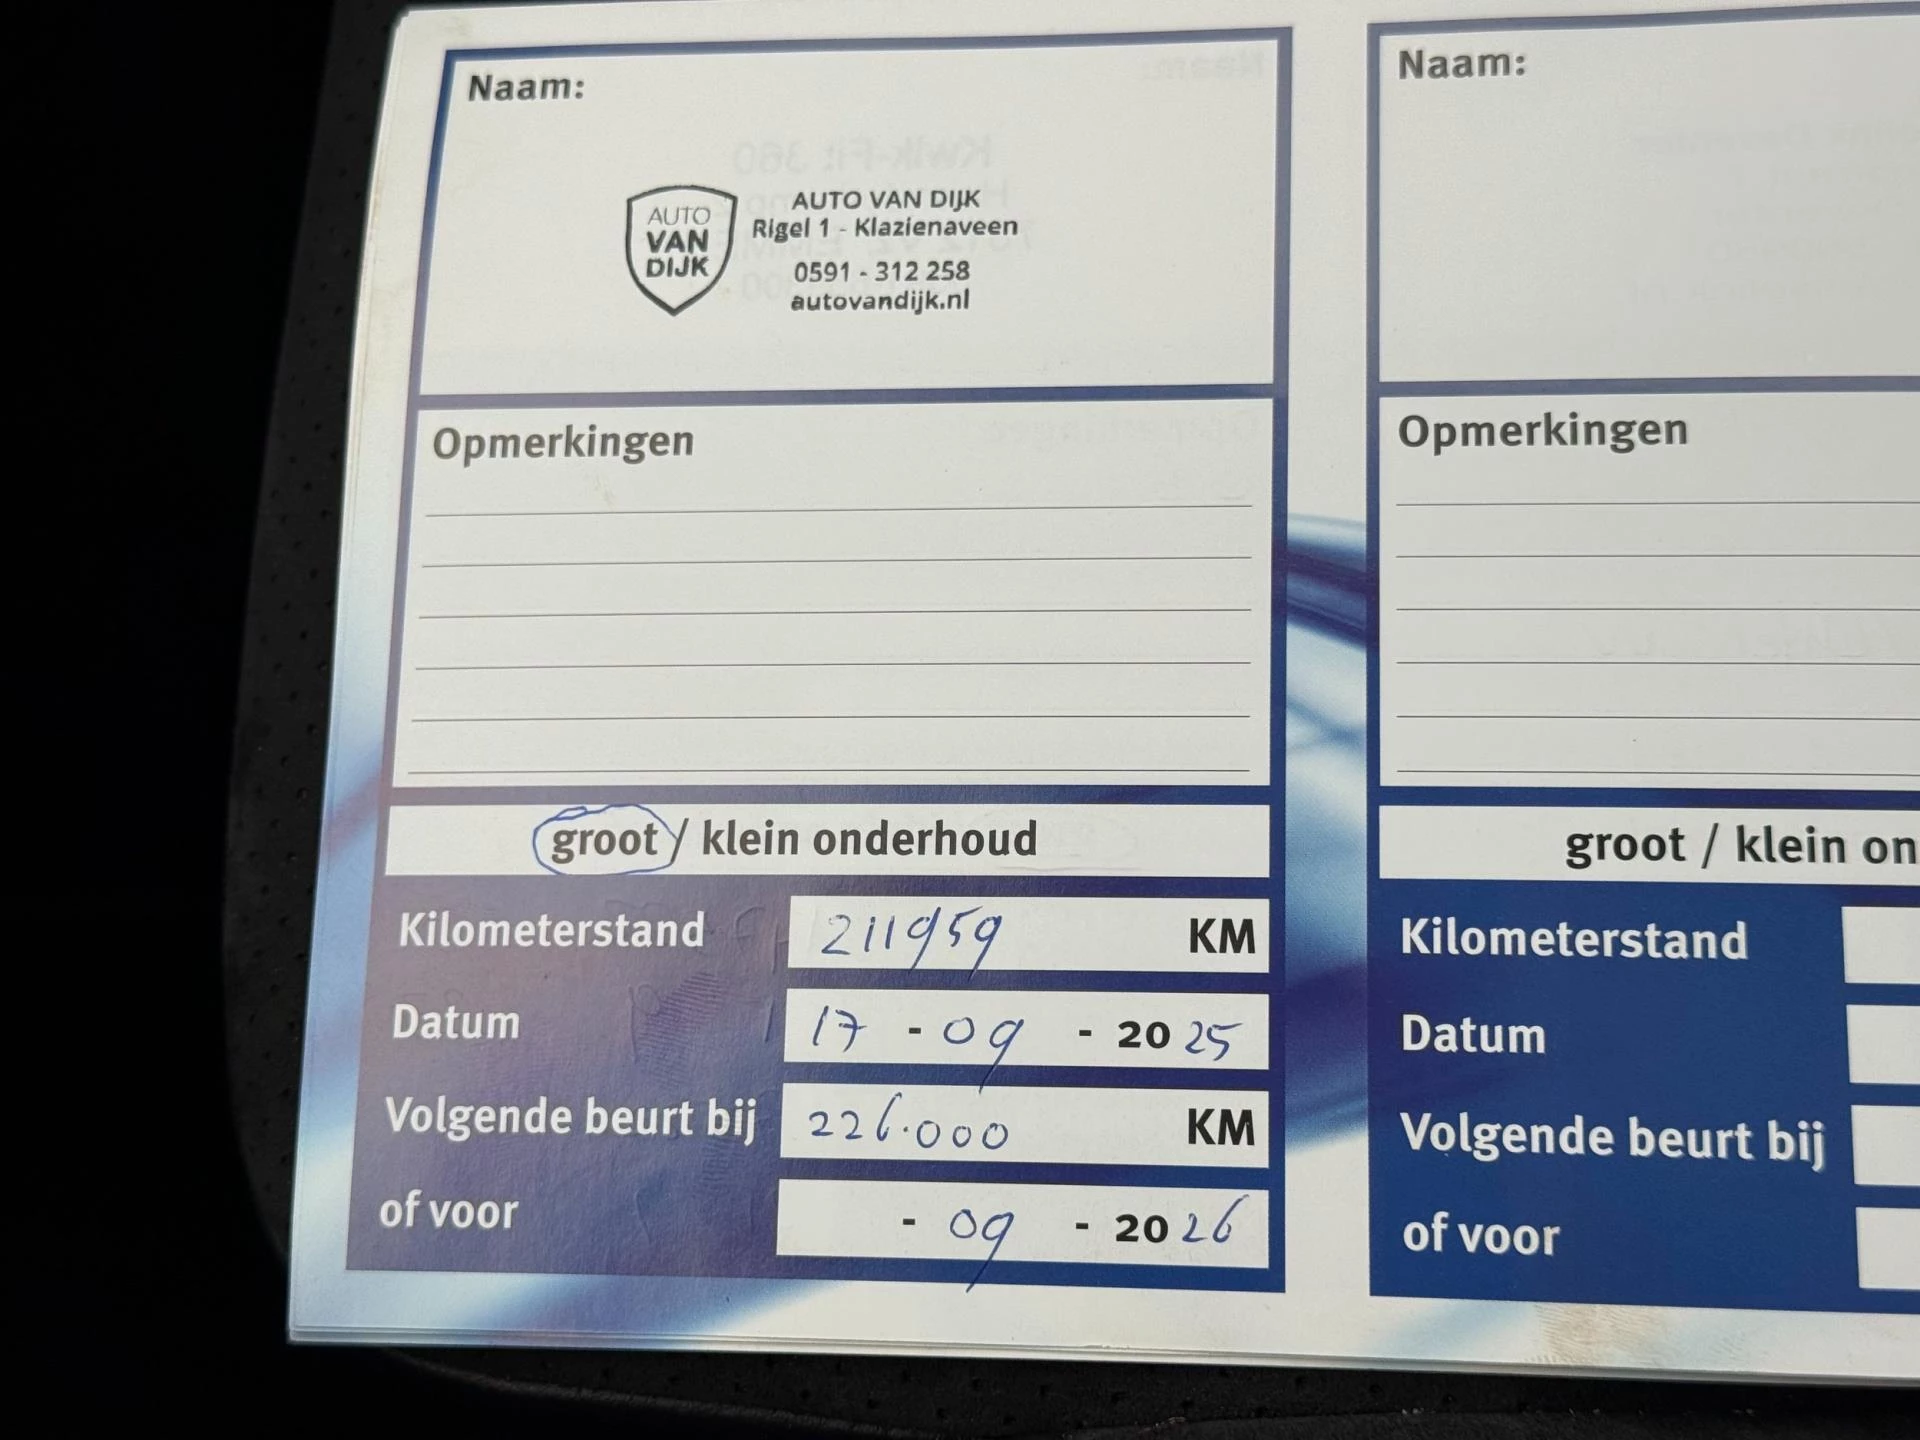 Naam:
AUTO
VAN
DIJK
AUTO VAN DIJK
Rigel 1 - Klazienaveen
0591 - 312 258
autovandijk.nl
Opmerkingen
groot / klein onderhoud
Kilometerstand 211959 KM
Datum 17 - 09 - 2025
Volgende beurt bij 226.000 KM
of voor - 09 - 2026
Naam:
Opmerkingen
groot / klein on
Kilometerstand
Datum
Volgende beurt bij
of voor